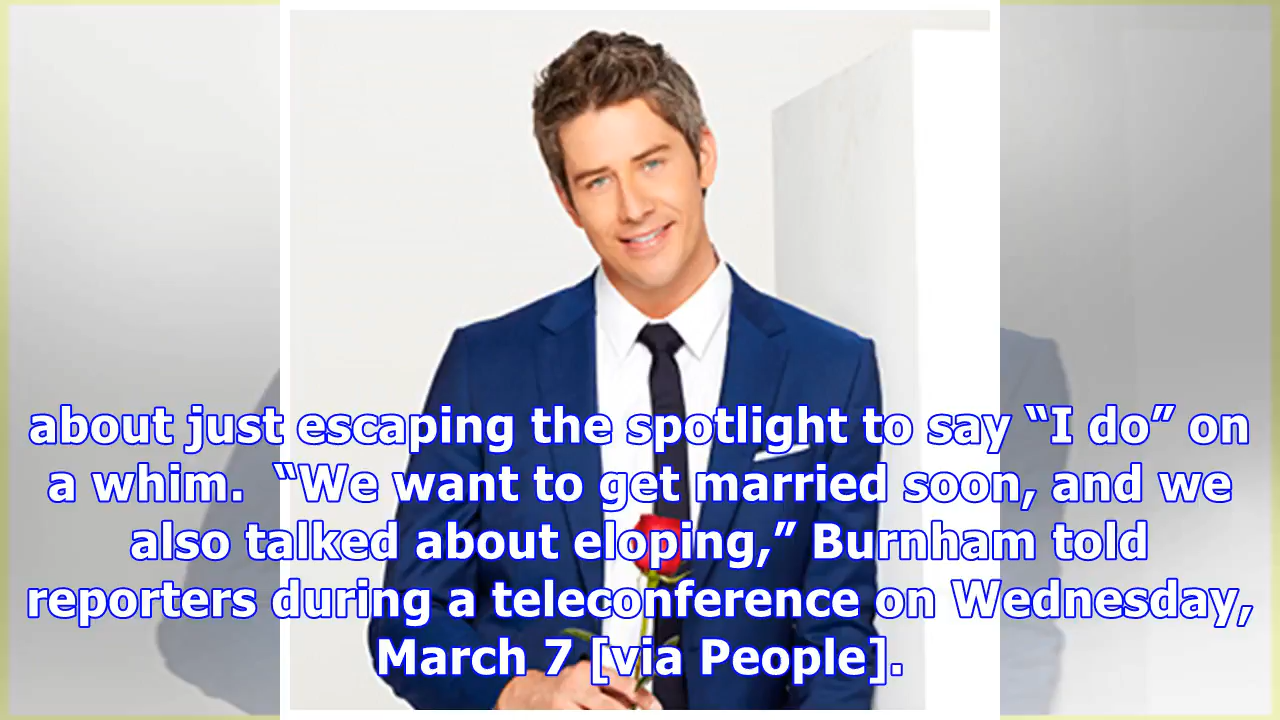 about just escaping the spotlight to say “I do” on
a whim.  “We want to get married soon, and we
also talked about eloping,” Burnham told
reporters during a teleconference on Wednesday,
March 7 [via People].